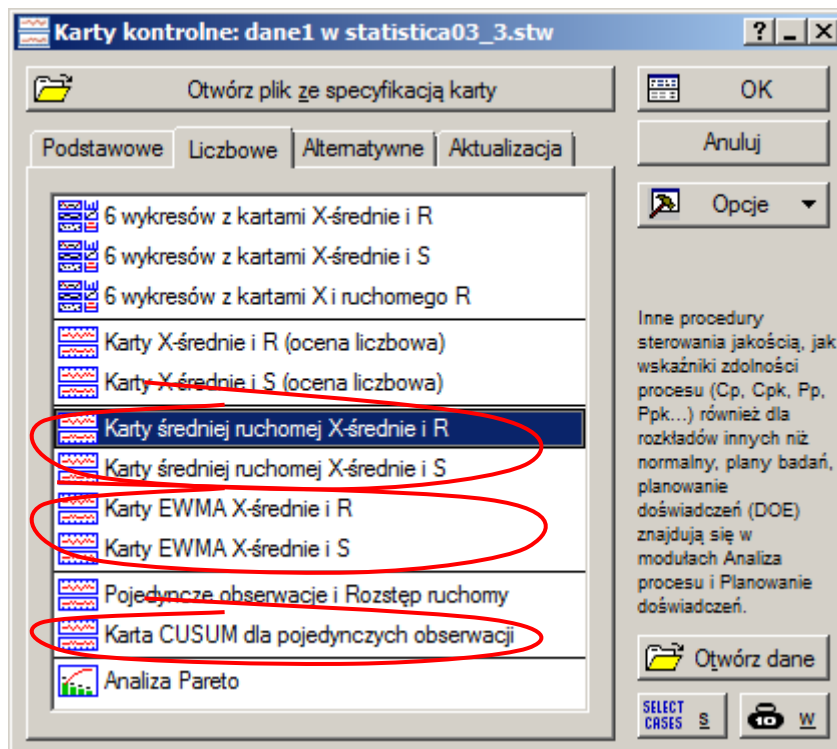 Karty kontrolne: dane1 w statistica03_3.stw
Otwórz plik ze specyfikacją karty
OK
Podstawowe Liczbowe Alternatywne Aktualizacja
Anuluj
Opcje
6 wykresów z kartami X-średnie i R
6 wykresów z kartami X-średnie i S
6 wykresów z kartami X i ruchomego R
Karty X-średnie i R (ocena liczbowa)
Karty X-średnie i S (ocena liczbowa)
Karty średniej ruchomej X-średnie i R
Karty średniej ruchomej X-średnie i S
Karty EWMA X-średnie i R
Karty EWMA X-średnie i S
Pojedyncze obserwacje i Rozstęp ruchomy
Karta CUSUM dla pojedynczych obserwacji
Analiza Pareto
Inne procedury
sterowania jakością, jak
wskaźniki zdolności
procesu (Cp, Cpk, Pp,
Ppk...) również dla
rozkładów innych niż
normalny, plany badań,
planowanie
doświadczeń (DOE)
znajdują się w
modułach Analiza
procesu i Planowanie
doświadczeń.
Otwórz dane
SELECT
CASES S
10 W